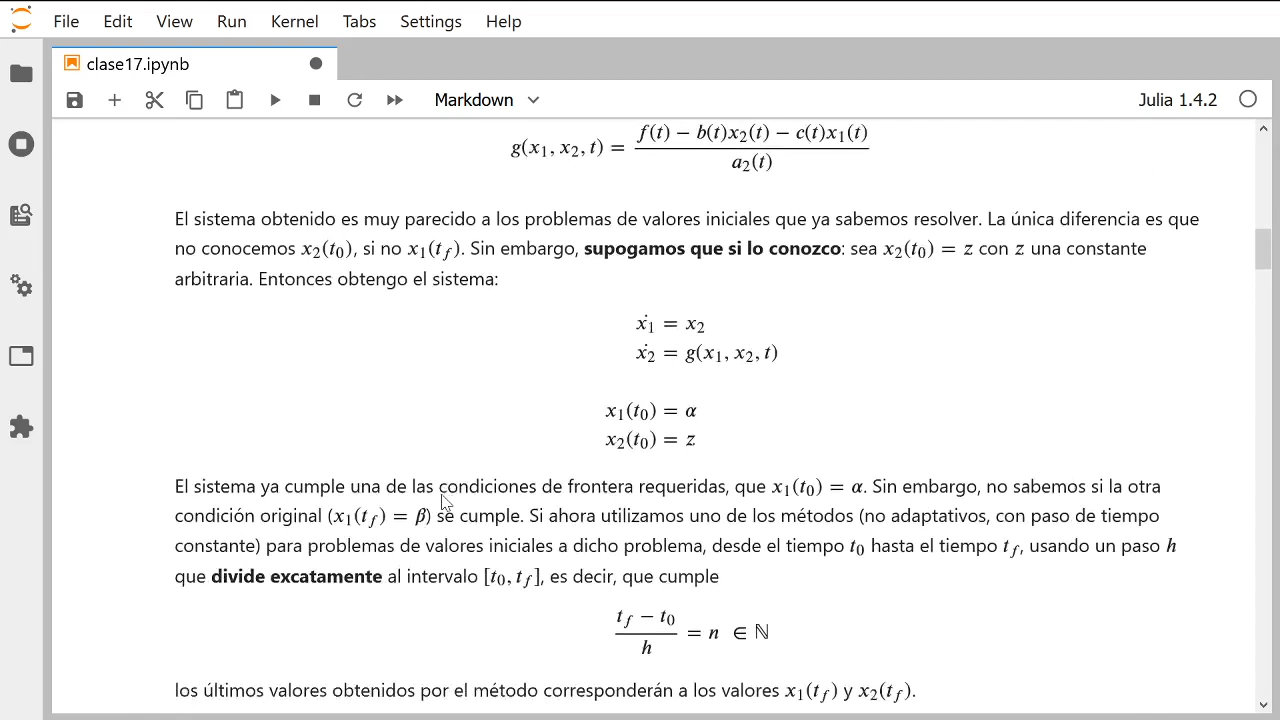 File Edit View Run Kernel Tabs Settings Help
clase17.ipynb
Markdown
Julia 1.4.2
g(x₁, x₂, t) = (f(t) − b(t)x₂(t) − c(t)x₁(t)) / a₂(t)
El sistema obtenido es muy parecido a los problemas de valores iniciales que ya sabemos resolver. La única diferencia es que
no conocemos x₂(t₀), si no x₁(t_f). Sin embargo, supogamos que si lo conozco: sea x₂(t₀) = z con z una constante
arbitraria. Entonces obtengo el sistema:
ẋ₁ = x₂
ẋ₂ = g(x₁, x₂, t)
x₁(t₀) = α
x₂(t₀) = z
El sistema ya cumple una de las condiciones de frontera requeridas, que x₁(t₀) = α. Sin embargo, no sabemos si la otra
condición original (x₁(t_f) = β) se cumple. Si ahora utilizamos uno de los métodos (no adaptativos, con paso de tiempo
constante) para problemas de valores iniciales a dicho problema, desde el tiempo t₀ hasta el tiempo t_f, usando un paso h
que divide excatamente al intervalo [t₀, t_f], es decir, que cumple
(t_f − t₀) / h = n ∈ ℕ
los últimos valores obtenidos por el método corresponderán a los valores x₁(t_f) y x₂(t_f).